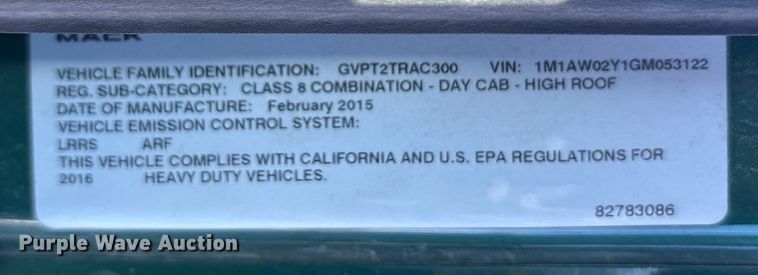 MACK
VEHICLE FAMILY IDENTIFICATION: GVPT2TRAC300 VIN: 1M1AW02Y1GM053122
REG. SUB-CATEGORY: CLASS 8 COMBINATION - DAY CAB - HIGH ROOF
DATE OF MANUFACTURE: February 2015
VEHICLE EMISSION CONTROL SYSTEM:
LRRS ARF
THIS VEHICLE COMPLIES WITH CALIFORNIA AND U.S. EPA REGULATIONS FOR
2016 HEAVY DUTY VEHICLES.
82783086
Purple Wave Auction